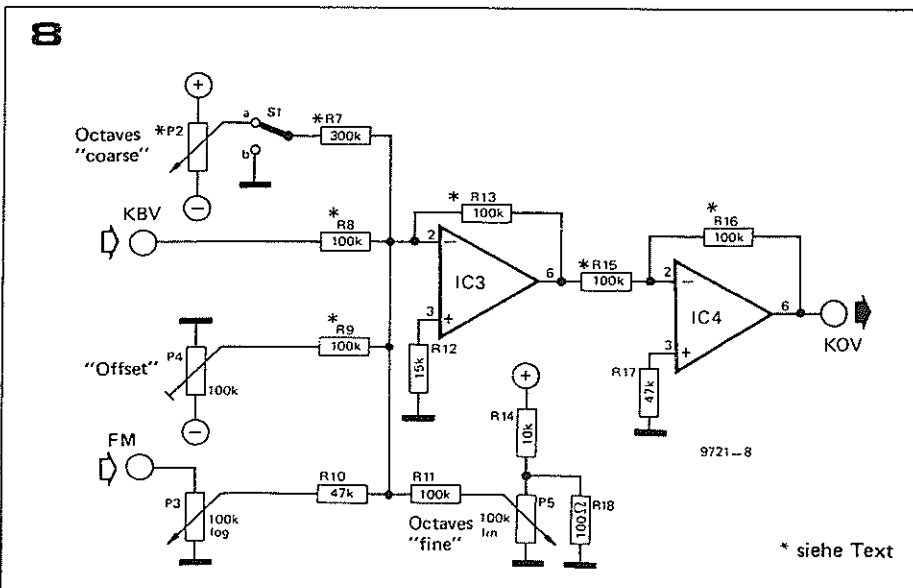 8
Octaves
"coarse"
+
*P2
−
a
S1
b
*R7
300k
KBV
*
R8
100k
"Offset"
P4
100k
−
*
R9
100k
FM
P3
100k
log
R10
47k
R11
100k
Octaves
"fine"
100k
lin
P5
+
R14
10k
R18
100Ω
*
R13
100k
2
−
IC3
6
3
+
R12
15k
*R15
100k
*
R16
100k
2
−
IC4
6
3
+
R17
47k
KOV
9721–8
* siehe Text